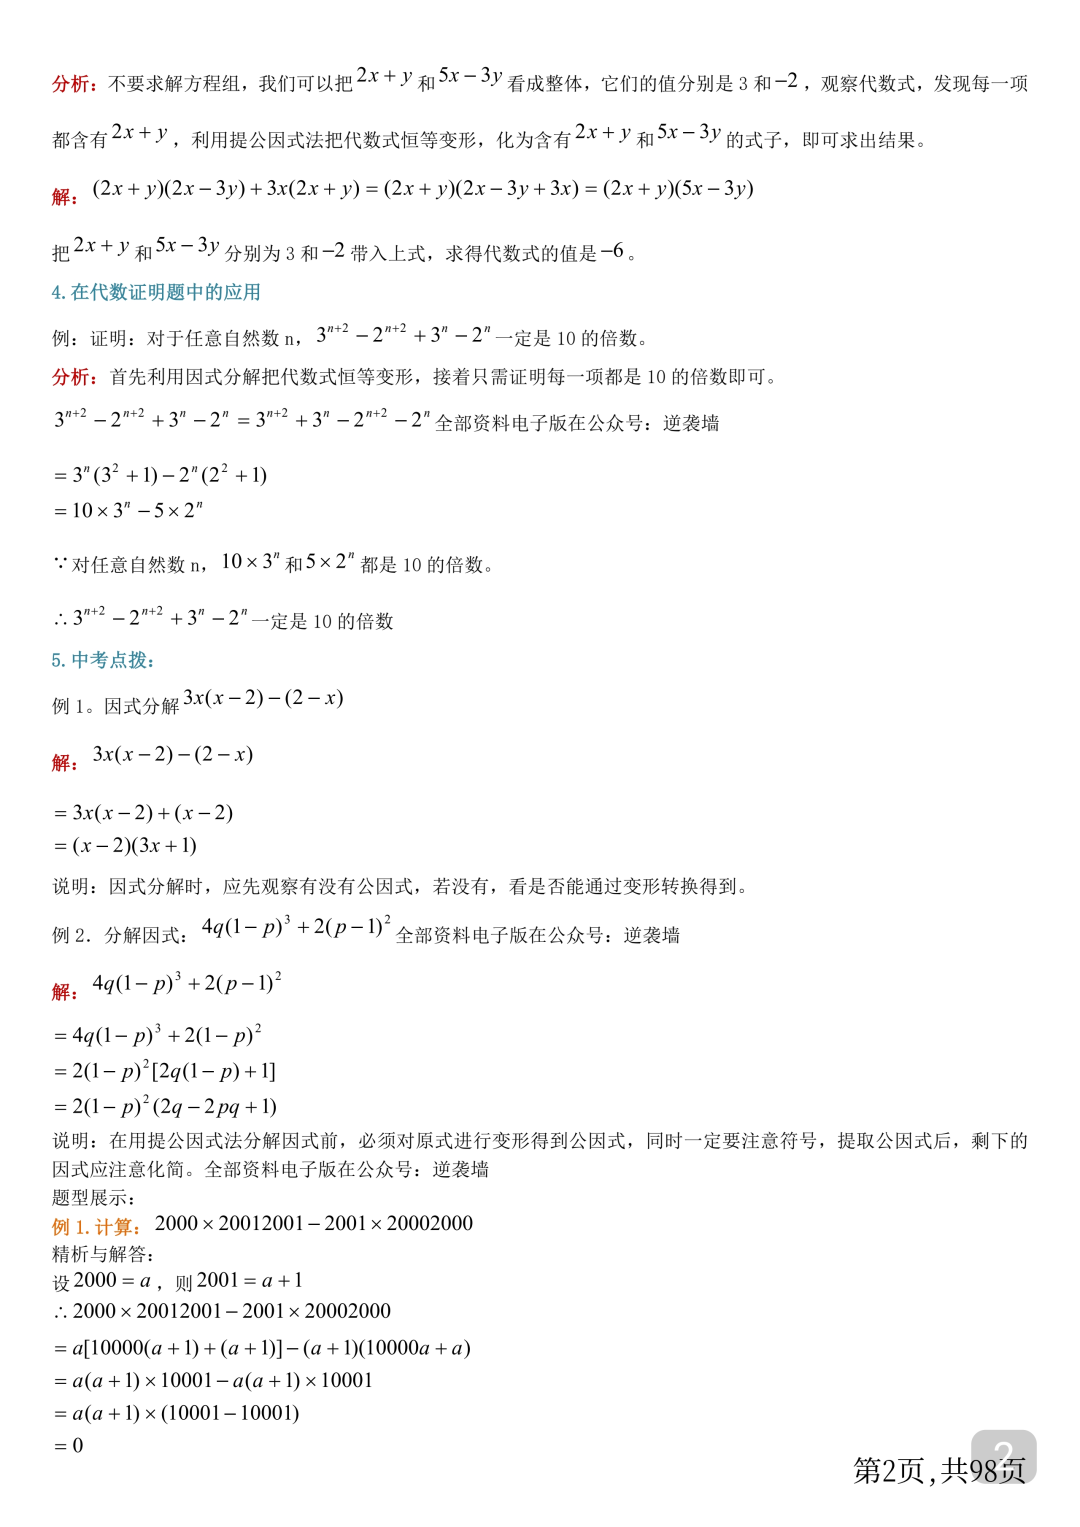 分析：不要求解方程组，我们可以把 2x + y 和 5x − 3y 看成整体，它们的值分别是 3 和 −2 ，观察代数式，发现每一项
都含有 2x + y ，利用提公因式法把代数式恒等变形，化为含有 2x + y 和 5x − 3y 的式子，即可求出结果。
解： (2x + y)(2x − 3y) + 3x(2x + y) = (2x + y)(2x − 3y + 3x) = (2x + y)(5x − 3y)
把 2x + y 和 5x − 3y 分别为 3 和 −2 带入上式，求得代数式的值是 −6 。
4.在代数证明题中的应用
例：证明：对于任意自然数 n， 3^{n+2} − 2^{n+2} + 3^n − 2^n 一定是 10 的倍数。
分析：首先利用因式分解把代数式恒等变形，接着只需证明每一项都是 10 的倍数即可。
3^{n+2} − 2^{n+2} + 3^n − 2^n = 3^{n+2} + 3^n − 2^{n+2} − 2^n 全部资料电子版在公众号：逆袭墙
= 3^n(3² + 1) − 2^n(2² + 1)
= 10 × 3^n − 5 × 2^n
∵对任意自然数 n， 10 × 3^n 和 5 × 2^n 都是 10 的倍数。
∴ 3^{n+2} − 2^{n+2} + 3^n − 2^n 一定是 10 的倍数
5.中考点拨：
例 1。因式分解 3x(x − 2) − (2 − x)
解： 3x(x − 2) − (2 − x)
= 3x(x − 2) + (x − 2)
= (x − 2)(3x + 1)
说明：因式分解时，应先观察有没有公因式，若没有，看是否能通过变形转换得到。
例 2．分解因式： 4q(1 − p)³ + 2(p − 1)² 全部资料电子版在公众号：逆袭墙
解： 4q(1 − p)³ + 2(p − 1)²
= 4q(1 − p)³ + 2(1 − p)²
= 2(1 − p)²[2q(1 − p) + 1]
= 2(1 − p)²(2q − 2pq + 1)
说明：在用提公因式法分解因式前，必须对原式进行变形得到公因式，同时一定要注意符号，提取公因式后，剩下的
因式应注意化简。全部资料电子版在公众号：逆袭墙
题型展示：
例 1.计算： 2000 × 20012001 − 2001 × 20002000
精析与解答：
设 2000 = a ，则 2001 = a + 1
∴ 2000 × 20012001 − 2001 × 20002000
= a[10000(a + 1) + (a + 1)] − (a + 1)(10000a + a)
= a(a + 1) × 10001 − a(a + 1) × 10001
= a(a + 1) × (10001 − 10001)
= 0
2
第2页,共98页